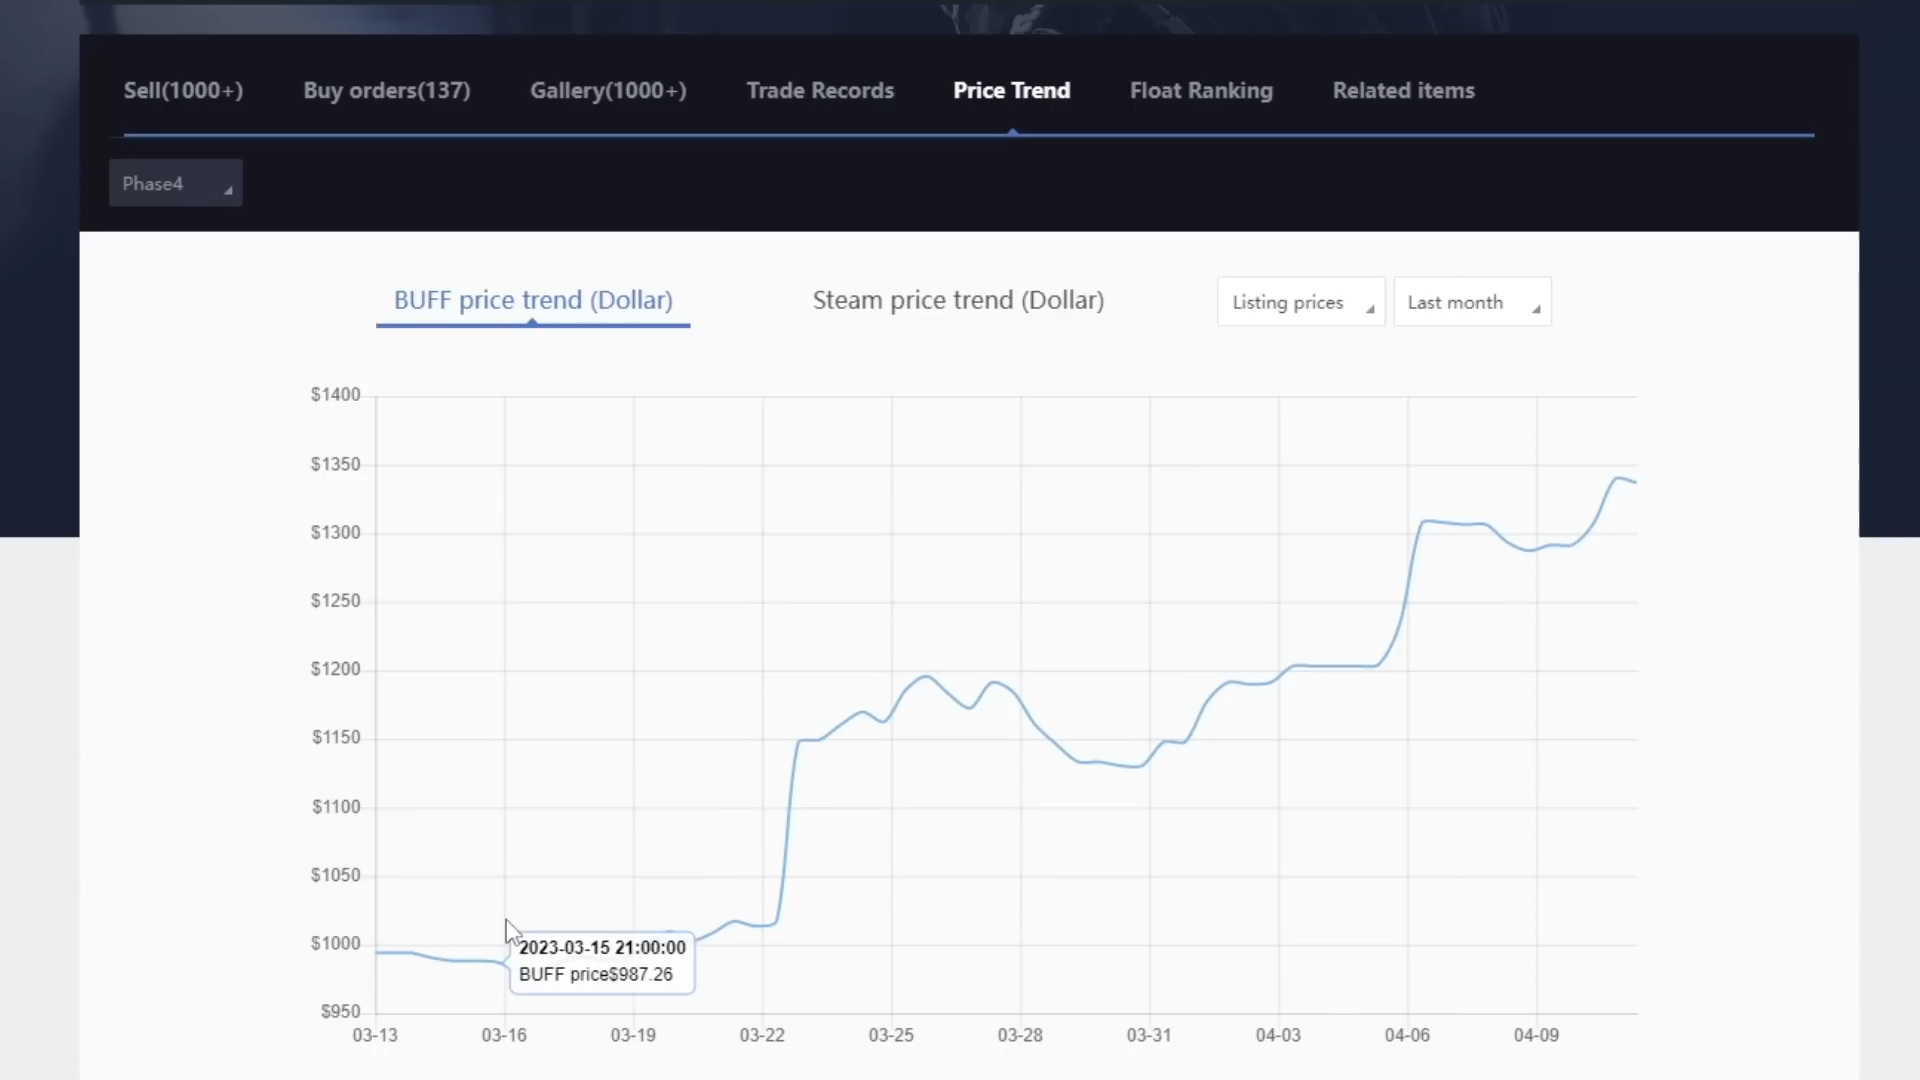 Sell(1000+) Buy orders(137) Gallery(1000+) Trade Records Price Trend Float Ranking Related items
Phase4
BUFF price trend (Dollar) Steam price trend (Dollar) Listing prices Last month
$1400
$1350
$1300
$1250
$1200
$1150
$1100
$1050
$1000
$950
2023-03-15 21:00:00
BUFF price$987.26
03-13 03-16 03-19 03-22 03-25 03-28 03-31 04-03 04-06 04-09